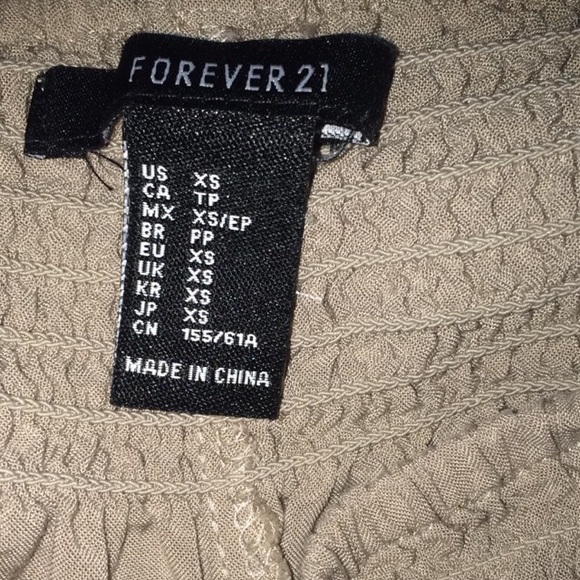 FOREVER 21
US XS
CA TP
MX XS/EP
BR PP
EU XS
UK XS
KR XS
JP XS
CN 155/61A
MADE IN CHINA